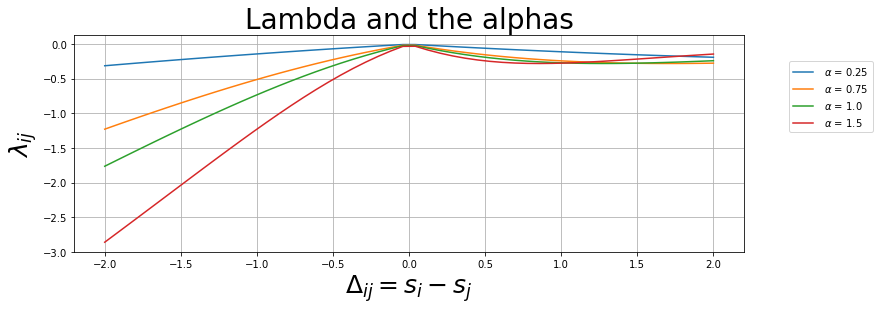 Lambda and the alphas
λij
0.0
−0.5
−1.0
−1.5
−2.0
−2.5
−3.0
−2.0 −1.5 −1.0 −0.5 0.0 0.5 1.0 1.5 2.0
Δij = si − sj
α = 0.25
α = 0.75
α = 1.0
α = 1.5